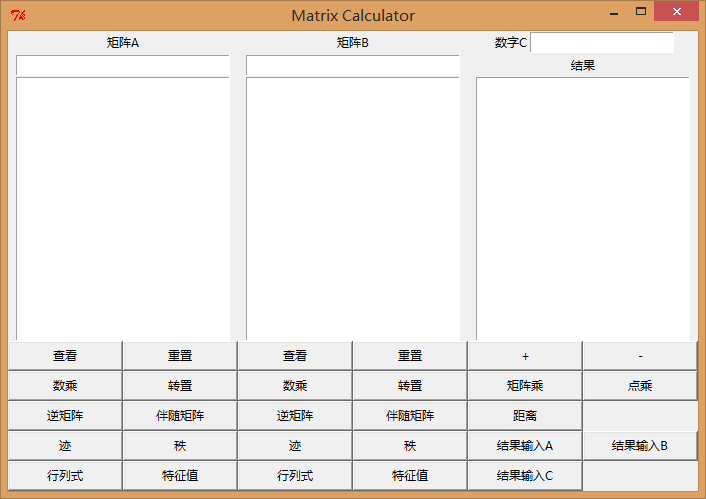 Matrix Calculator
矩阵A 矩阵B 数字C
结果
查看 重置 查看 重置 + -
数乘 转置 数乘 转置 矩阵乘 点乘
逆矩阵 伴随矩阵 逆矩阵 伴随矩阵 距离
迹 秩 迹 秩 结果输入A 结果输入B
行列式 特征值 行列式 特征值 结果输入C